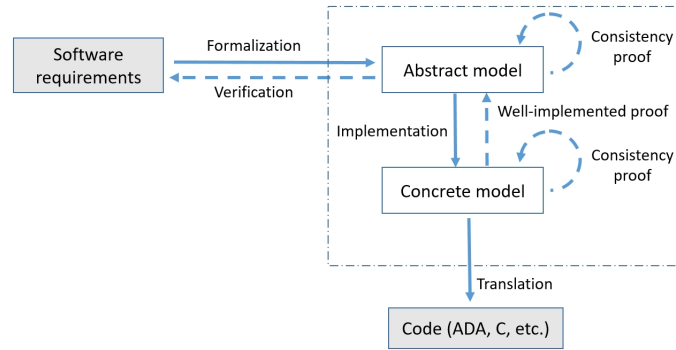 Software
requirements
Formalization
Verification
Abstract model
Consistency
proof
Implementation
Well-implemented proof
Concrete model
Consistency
proof
Translation
Code (ADA, C, etc.)